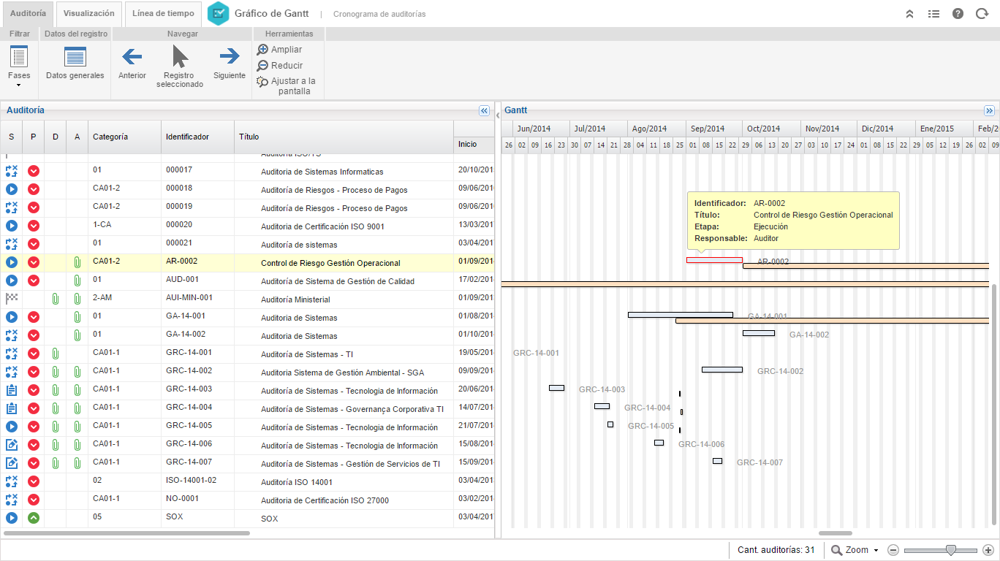 Auditoría
Visualización
Línea de tiempo
Gráfico de Gantt | Cronograma de auditorías
Filtrar
Datos del registro
Navegar
Herramientas
Fases
Datos generales
Anterior
Registro
seleccionado
Siguiente
Ampliar
Reducir
Ajustar a la
pantalla
Auditoría
S P D A Categoría Identificador Título
Inicio
01 000017 Auditoria de Sistemas Informaticas 20/10/201
CA01-2 000018 Auditoría de Riesgos - Proceso de Pagos 09/06/201
CA01-2 000019 Auditoría de Riesgos - Proceso de Pagos 09/06/201
1-CA 000020 Auditoria de Certificación ISO 9001 13/03/201
01 000021 Auditoría de sistemas 03/04/201
CA01-2 AR-0002 Control de Riesgo Gestión Operacional 01/09/201
01 AUD-001 Auditoría de Sistema de Gestión de Calidad 17/02/201
2-AM AUI-MIN-001 Auditoría Ministerial 01/09/201
01 GA-14-001 Auditoria de Sistemas 01/08/201
01 GA-14-002 Auditoria de Sistemas 01/10/201
CA01-1 GRC-14-001 Auditoría de Sistemas - TI 19/05/201
CA01-1 GRC-14-002 Auditoria Sistema de Gestión Ambiental - SGA 09/09/201
CA01-1 GRC-14-003 Auditoría de Sistemas - Tecnologia de Información 20/06/201
CA01-1 GRC-14-004 Auditoría de Sistemas - Governança Corporativa TI 14/07/201
CA01-1 GRC-14-005 Auditoría de Sistemas - Tecnologia de Información 21/07/201
CA01-1 GRC-14-006 Auditoría de Sistemas - Tecnologia de Información 15/08/201
CA01-1 GRC-14-007 Auditoría de Sistemas - Gestión de Servicios de TI 15/09/201
02 ISO-14001-02 Auditoría ISO 14001 03/04/201
CA01-1 NO-0001 Auditoria de Certificación ISO 27000 03/02/201
05 SOX SOX 03/04/201
Gantt
Jun/2014 Jul/2014 Ago/2014 Sep/2014 Oct/2014 Nov/2014 Dic/2014 Ene/2015 Feb/2
26 02 09 16 23 30 07 14 21 28 04 11 18 25 01 08 15 22 29 06 13 20 27 03 10 17 24 01 08 15 22 29 05 12 19 26 02 09
Identificador: AR-0002
Título: Control de Riesgo Gestión Operacional
Etapa: Ejecución
Responsable: Auditor
AR-0002
GA-14-001
GA-14-002
GRC-14-001
GRC-14-002
GRC-14-003
GRC-14-004
GRC-14-005
GRC-14-006
GRC-14-007
Cant. auditorías: 31
Zoom